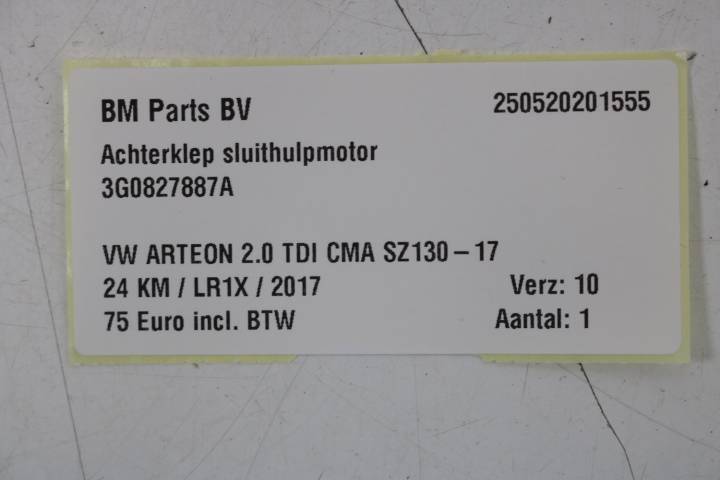 BM Parts BV 250520201555
Achterklep sluithulpmotor
3G0827887A
VW ARTEON 2.0 TDI CMA SZ130-17
24 KM / LR1X / 2017 Verz: 10
75 Euro incl. BTW Aantal: 1